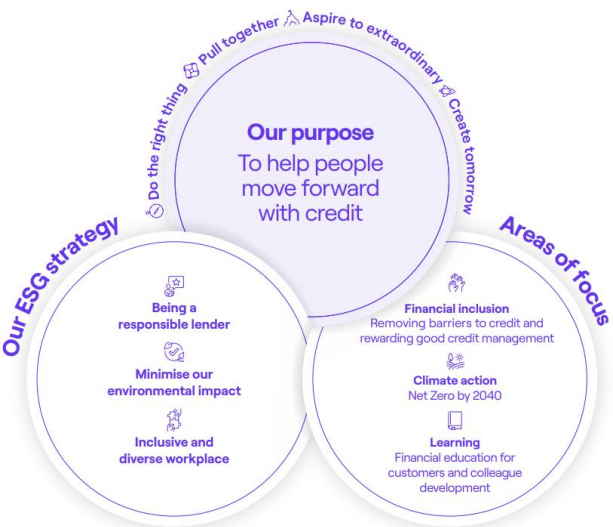 Do the right thing
Pull together
Aspire to extraordinary
Create tomorrow
Our purpose
To help people
move forward
with credit
Our ESG strategy
Being a
responsible lender
Minimise our
environmental impact
Inclusive and
diverse workplace
Areas of focus
Financial inclusion
Removing barriers to credit and
rewarding good credit management
Climate action
Net Zero by 2040
Learning
Financial education for
customers and colleague
development